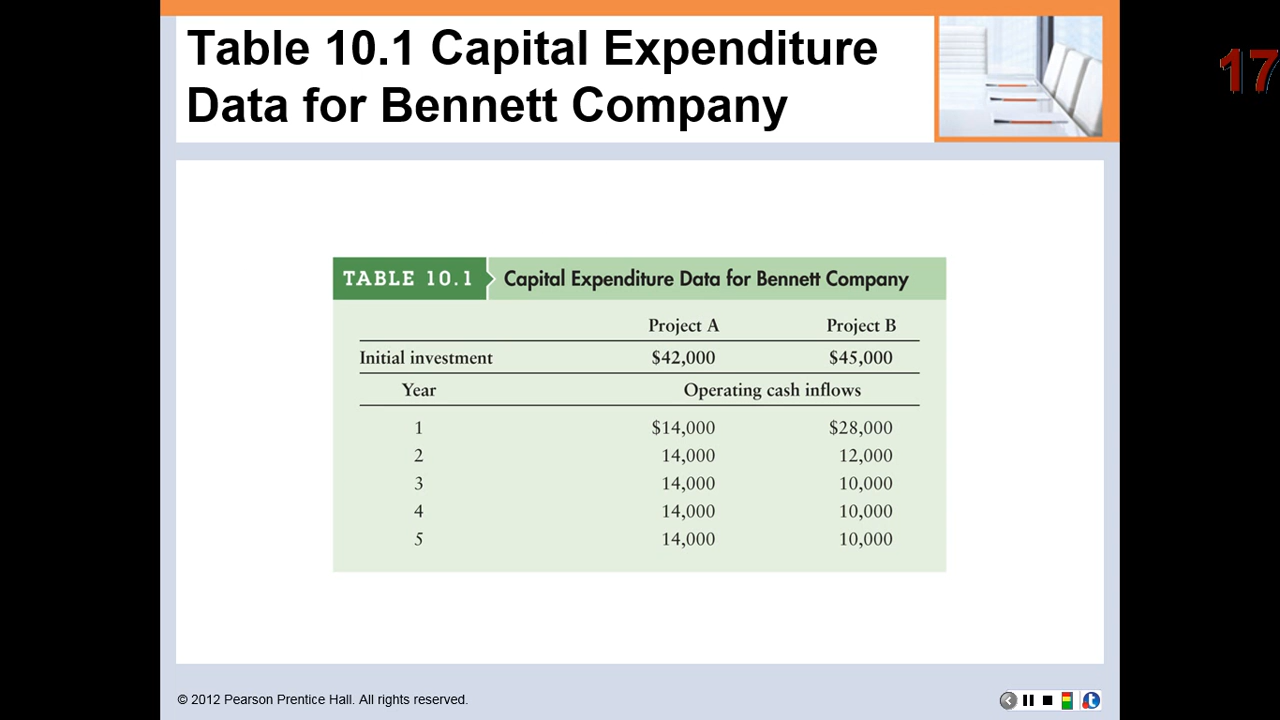 Table 10.1 Capital Expenditure
Data for Bennett Company
17
TABLE 10.1 Capital Expenditure Data for Bennett Company
Project A Project B
Initial investment $42,000 $45,000
Year Operating cash inflows
1 $14,000 $28,000
2 14,000 12,000
3 14,000 10,000
4 14,000 10,000
5 14,000 10,000
© 2012 Pearson Prentice Hall. All rights reserved.
t